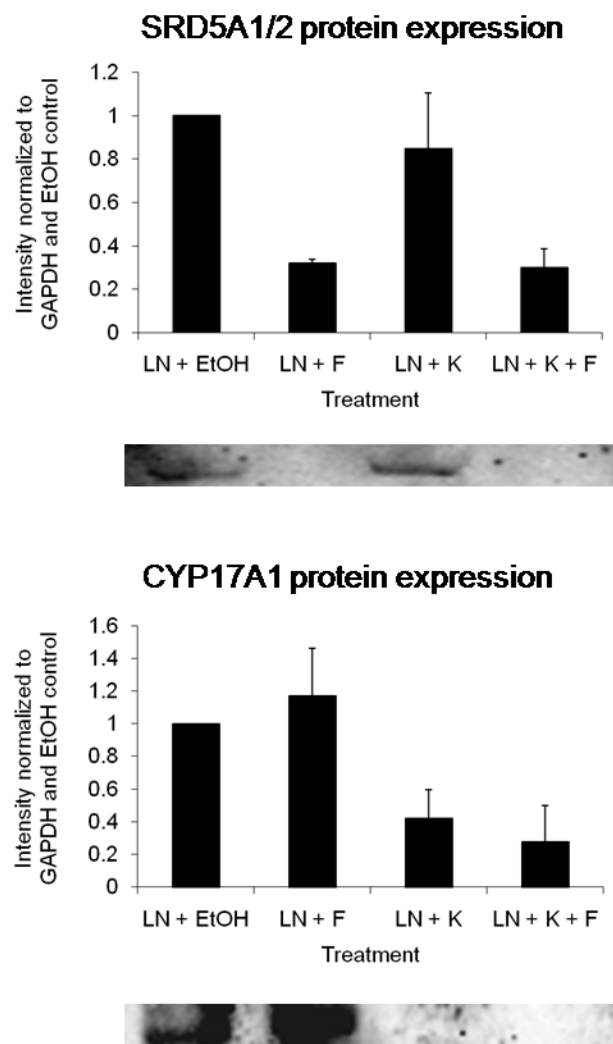 SRD5A1/2 protein expression
Intensity normalized to
GAPDH and EtOH control
1.2
1
0.8
0.6
0.4
0.2
0
LN + EtOH LN + F LN + K LN + K + F
Treatment
CYP17A1 protein expression
Intensity normalized to
GAPDH and EtOH control
1.6
1.4
1.2
1
0.8
0.6
0.4
0.2
0
LN + EtOH LN + F LN + K LN + K + F
Treatment